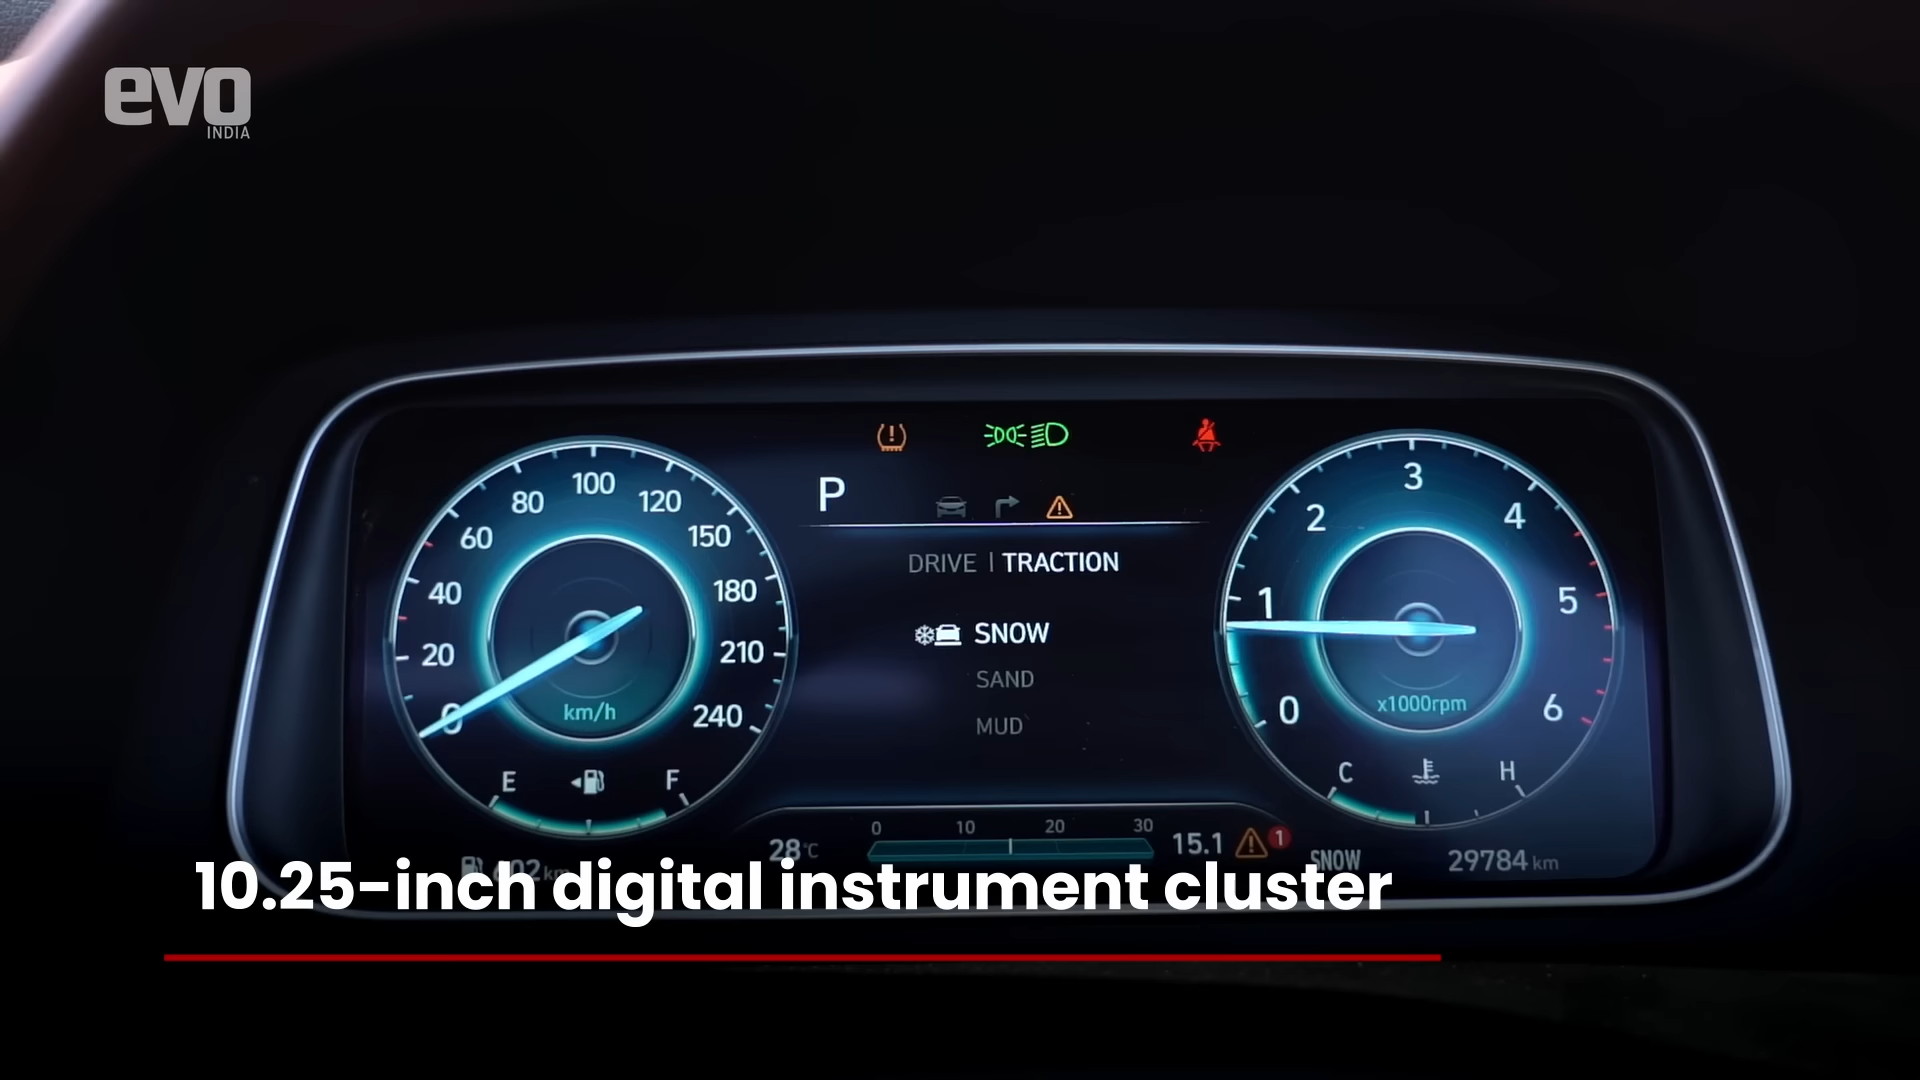 evo
INDIA
P
DRIVE | TRACTION
SNOW
SAND
MUD
100
80
120
60
150
40
180
20
210
0
240
km/h
E
F
3
2
4
1
5
0
6
x1000rpm
C
H
0 10 20 30
28°C
15.1
1
SNOW
29784 km
10.25-inch digital instrument cluster